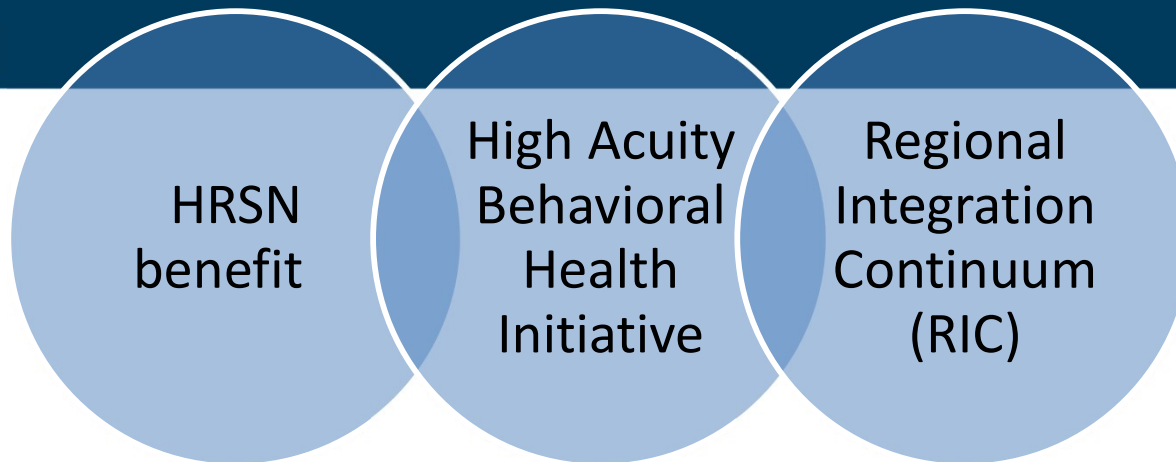 HRSN
benefit
High Acuity
Behavioral
Health
Initiative
Regional
Integration
Continuum
(RIC)